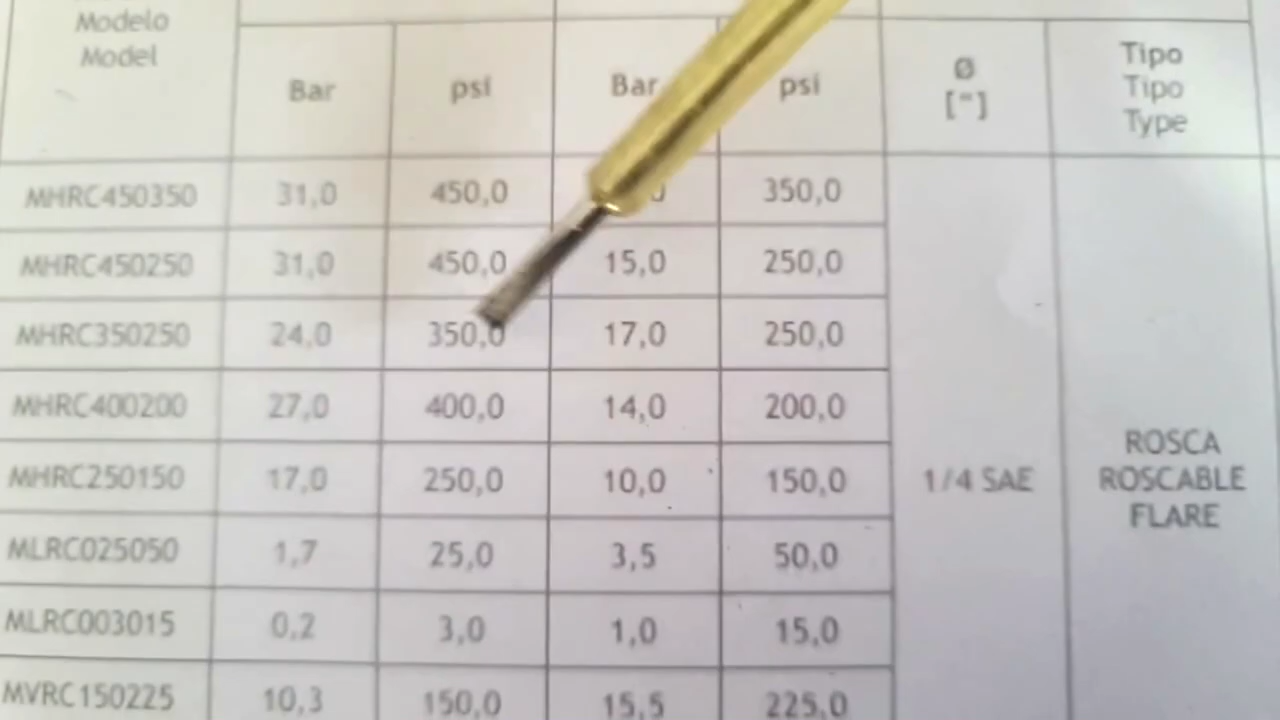 Modelo
Model
Bar psi Bar psi Ø ["] Tipo
Tipo
Type
MHRC450350 31,0 450,0 350,0
MHRC450250 31,0 450,0 15,0 250,0
MHRC350250 24,0 350,0 17,0 250,0
MHRC400200 27,0 400,0 14,0 200,0
MHRC250150 17,0 250,0 10,0 150,0
MLRC025050 1,7 25,0 3,5 50,0
MLRC003015 0,2 3,0 1,0 15,0
MVRC150225 10,3 150,0 15,5 225,0
1/4 SAE
ROSCA
ROSCABLE
FLARE